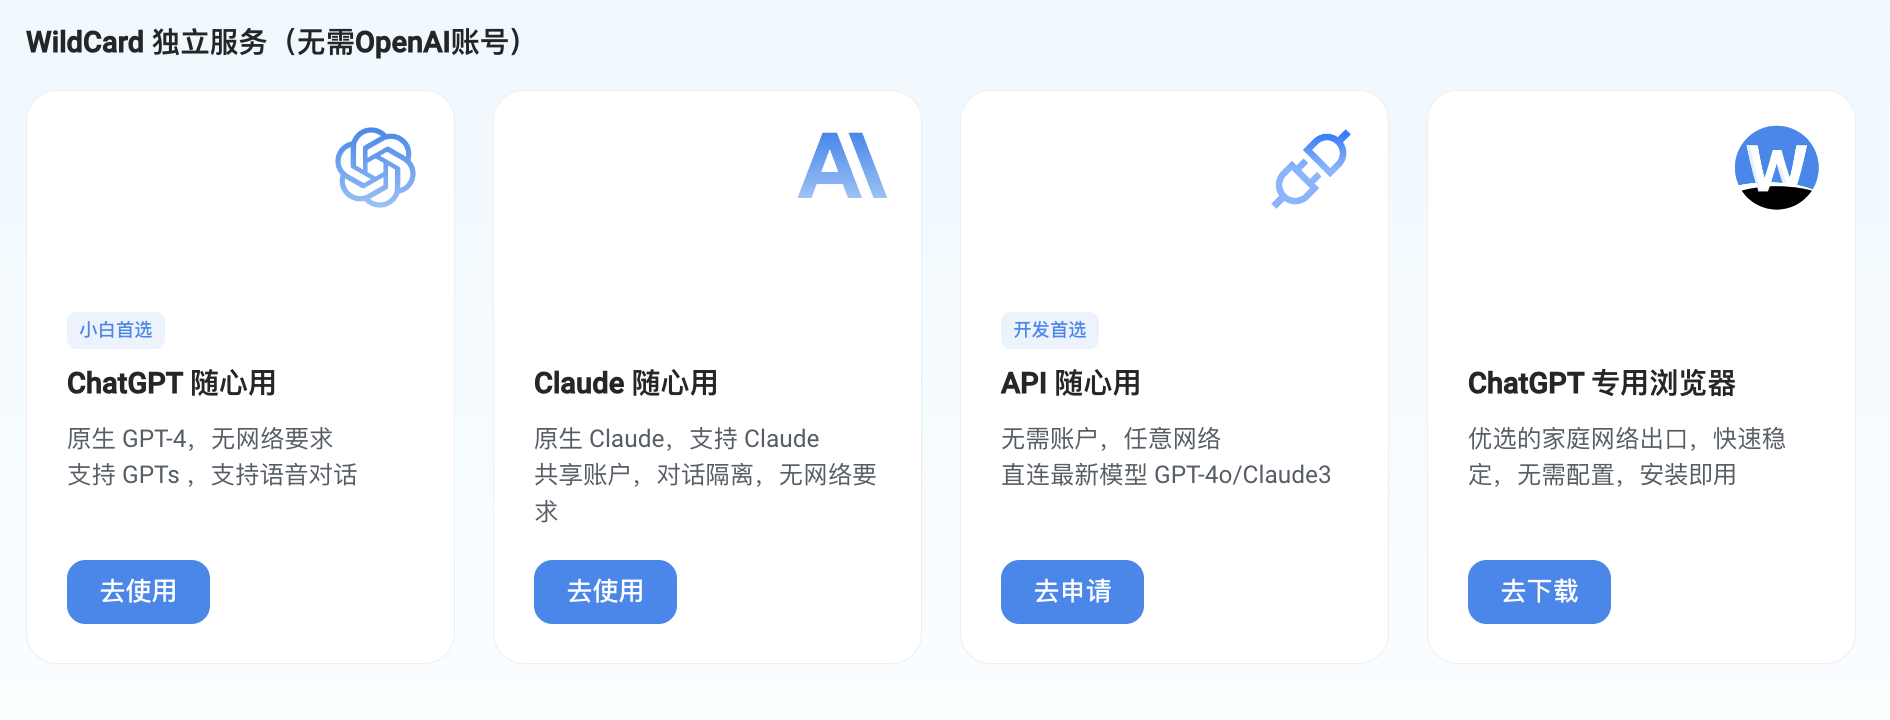 WildCard 独立服务（无需OpenAI账号）
小白首选
ChatGPT 随心用
原生 GPT-4，无网络要求
支持 GPTs ，支持语音对话
去使用
Claude 随心用
原生 Claude，支持 Claude
共享账户，对话隔离，无网络要
求
去使用
开发首选
API 随心用
无需账户，任意网络
直连最新模型 GPT-4o/Claude3
去申请
W
ChatGPT 专用浏览器
优选的家庭网络出口，快速稳
定，无需配置，安装即用
去下载